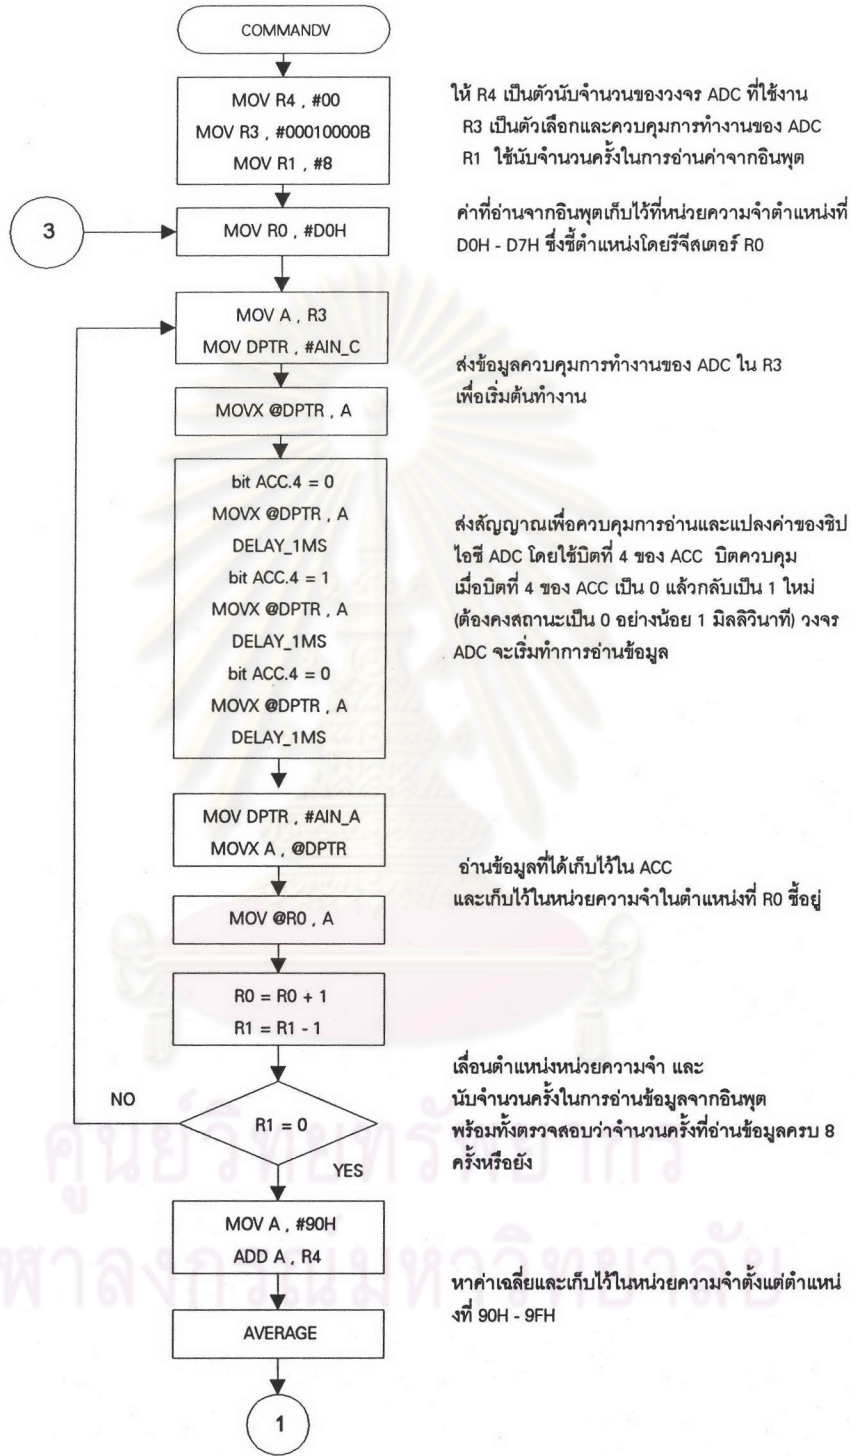 COMMANDV
MOV R4 , #00
MOV R3 , #00010000B
MOV R1 , #8
ให้ R4 เป็นตัวนับจำนวนของวงจร ADC ที่ใช้งาน
R3 เป็นตัวเลือกและควบคุมการทำงานของ ADC
R1 ใช้นับจำนวนครั้งในการอ่านค่าจากอินพุต
3
MOV R0 , #D0H
ค่าที่อ่านจากอินพุตเก็บไว้ที่หน่วยความจำตำแหน่งที่
D0H - D7H ซึ่งชี้ตำแหน่งโดยรีจีสเตอร์ R0
MOV A , R3
MOV DPTR , #AIN_C
MOVX @DPTR , A
ส่งข้อมูลควบคุมการทำงานของ ADC ใน R3
เพื่อเริ่มต้นทำงาน
bit ACC.4 = 0
MOVX @DPTR , A
DELAY_1MS
bit ACC.4 = 1
MOVX @DPTR , A
DELAY_1MS
bit ACC.4 = 0
MOVX @DPTR , A
DELAY_1MS
ส่งสัญญาณเพื่อควบคุมการอ่านและแปลงค่าของชิป
ไอซี ADC โดยใช้บิตที่ 4 ของ ACC บิตควบคุม
เมื่อบิตที่ 4 ของ ACC เป็น 0 แล้วกลับเป็น 1 ใหม่
(ต้องคงสถานะเป็น 0 อย่างน้อย 1 มิลลิวินาที) วงจร
ADC จะเริ่มทำการอ่านข้อมูล
MOV DPTR , #AIN_A
MOVX A , @DPTR
MOV @R0 , A
อ่านข้อมูลที่ได้เก็บไว้ใน ACC
และเก็บไว้ในหน่วยความจำในตำแหน่งที่ R0 ชี้อยู่
R0 = R0 + 1
R1 = R1 - 1
NO
R1 = 0
YES
เลื่อนตำแหน่งหน่วยความจำ และ
นับจำนวนครั้งในการอ่านข้อมูลจากอินพุต
พร้อมทั้งตรวจสอบว่าจำนวนครั้งที่อ่านข้อมูลครบ 8
ครั้งหรือยัง
MOV A , #90H
ADD A , R4
AVERAGE
หาค่าเฉลี่ยและเก็บไว้ในหน่วยความจำตั้งแต่ตำแหน่
งที่ 90H - 9FH
1
ศูนย์วิทยทรัพยากร
ฬาลงกรณ์มหาวิทยาลัย